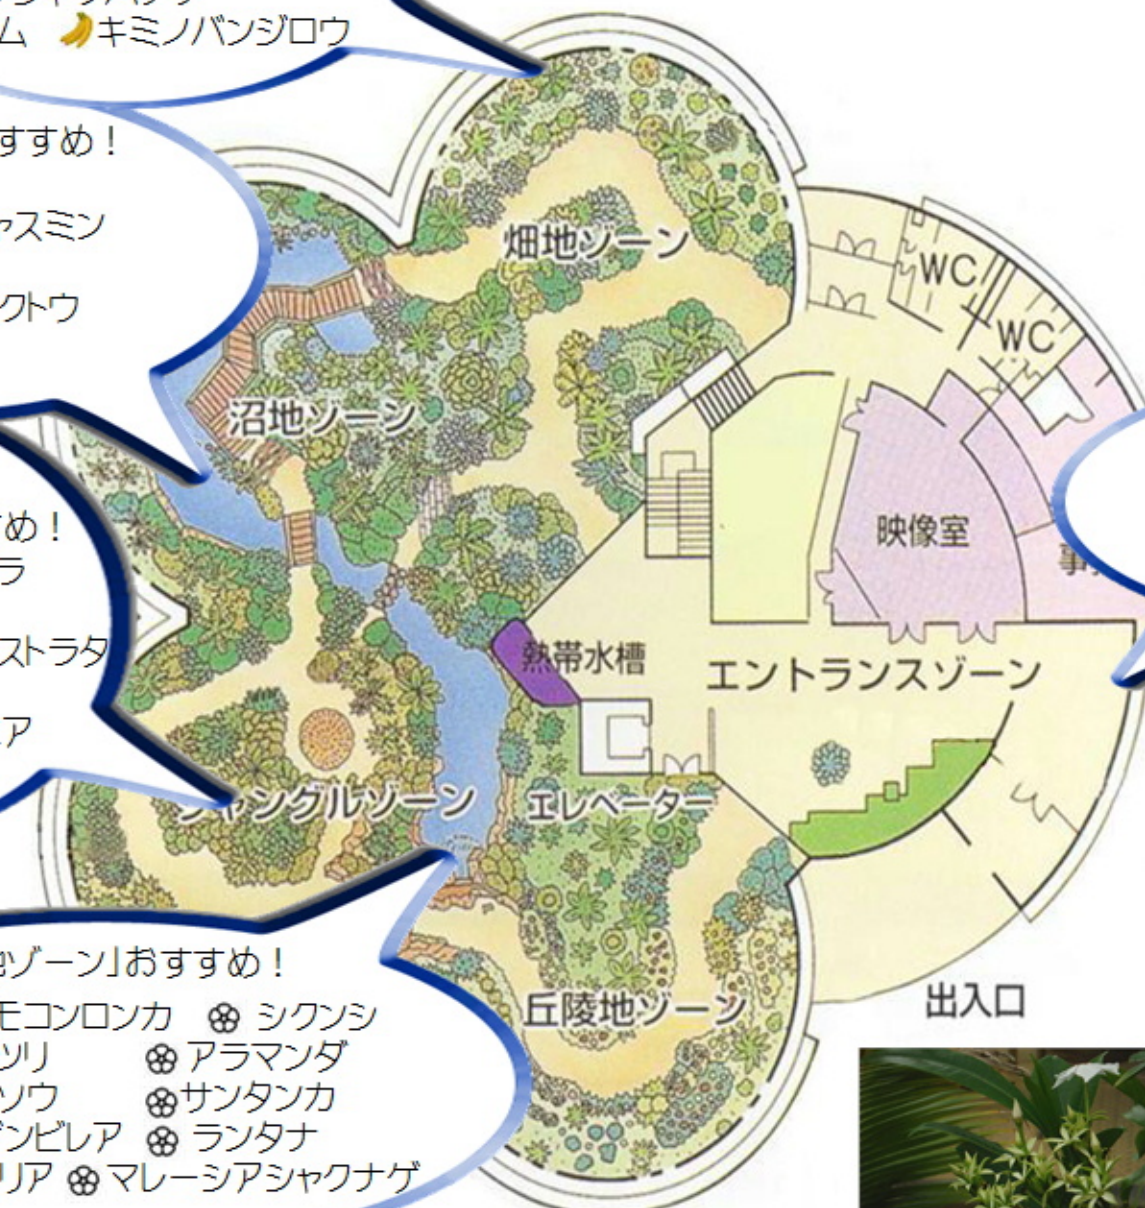 ム 🍌キミノバンジロウ
すすめ！
ャスミン
クトウ
畑地ゾーン
WC
WC
沼地ゾーン
め！
ラ
ストラタ
ア
映像室
熱帯水槽
エントランスゾーン
ャングルゾーン
エレベーター
ゾーン」おすすめ！
モコンロンカ シクンシ
ツリ アラマンダ
ソウ サンタンカ
ゲンビレア ランタナ
リア マレーシアシャクナゲ
丘陵地ゾーン
出入口